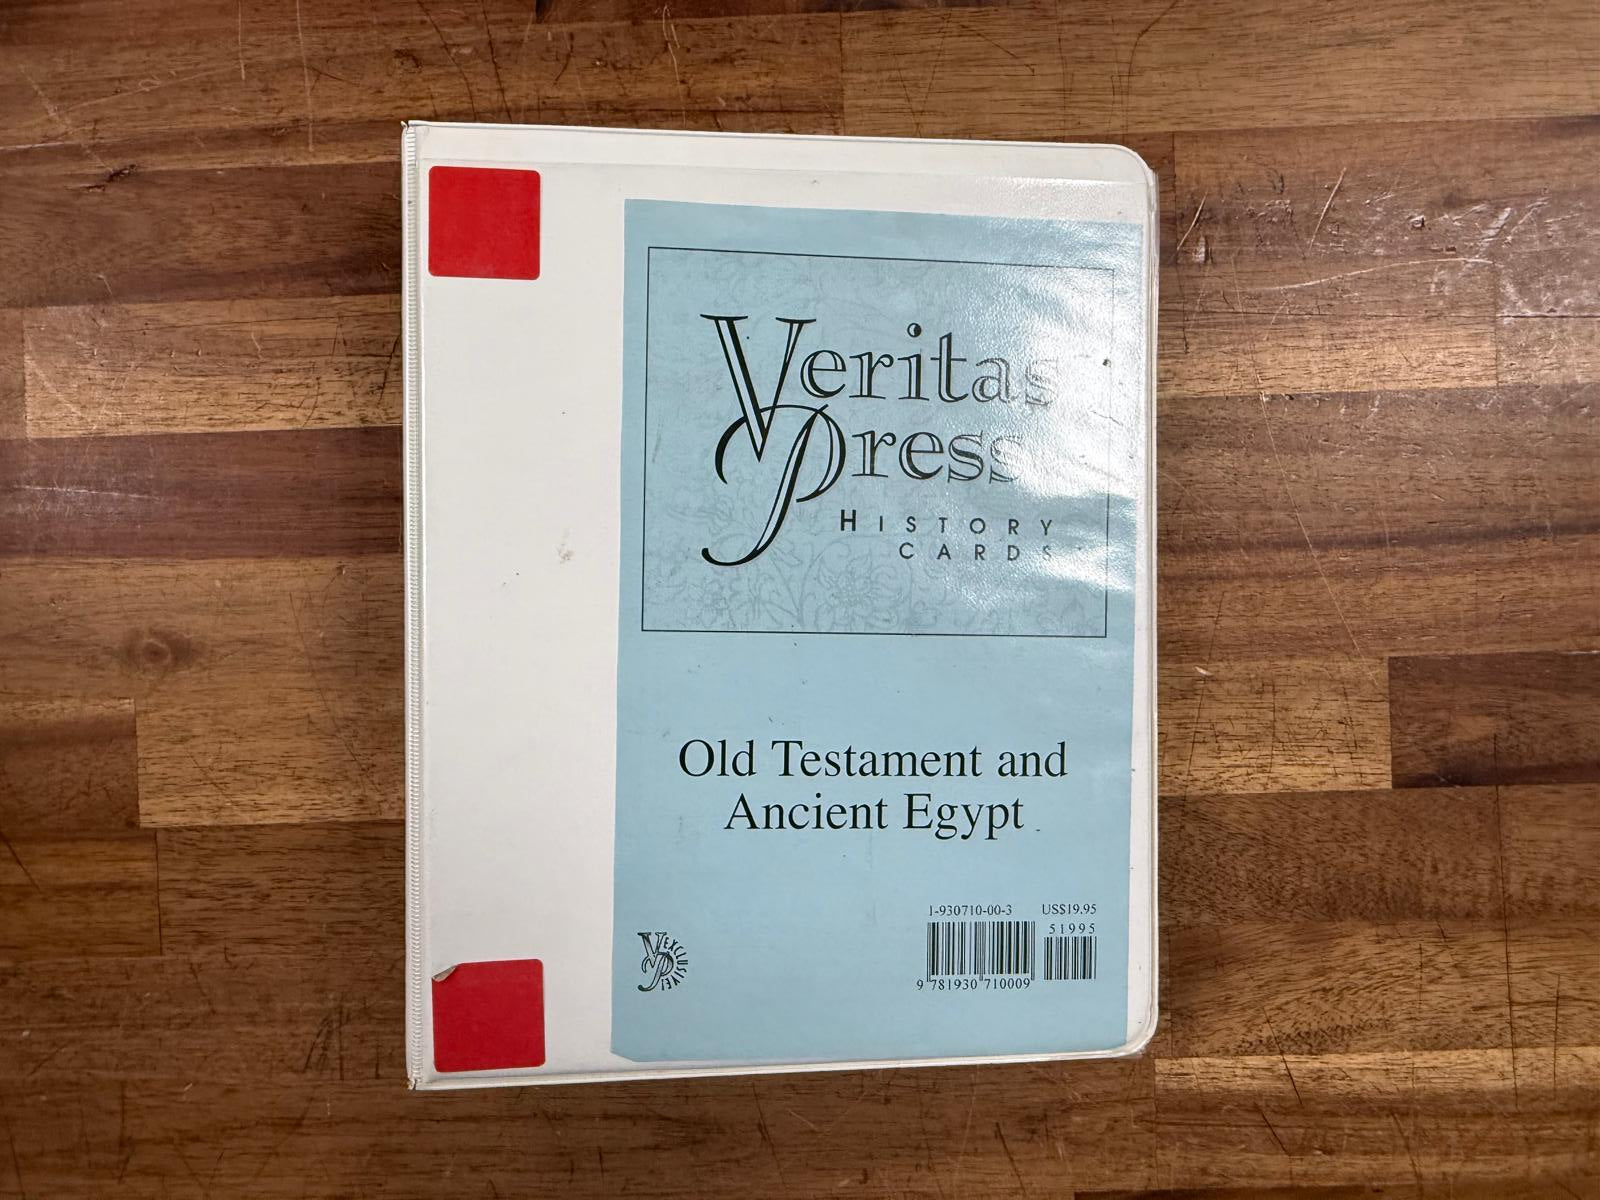 Veritas
Press
HISTORY
CARDS
Old Testament and
Ancient Egypt
1-930710-00-3 US$19.95
51995
9 781930 710009
VP EXCLUSIVE!